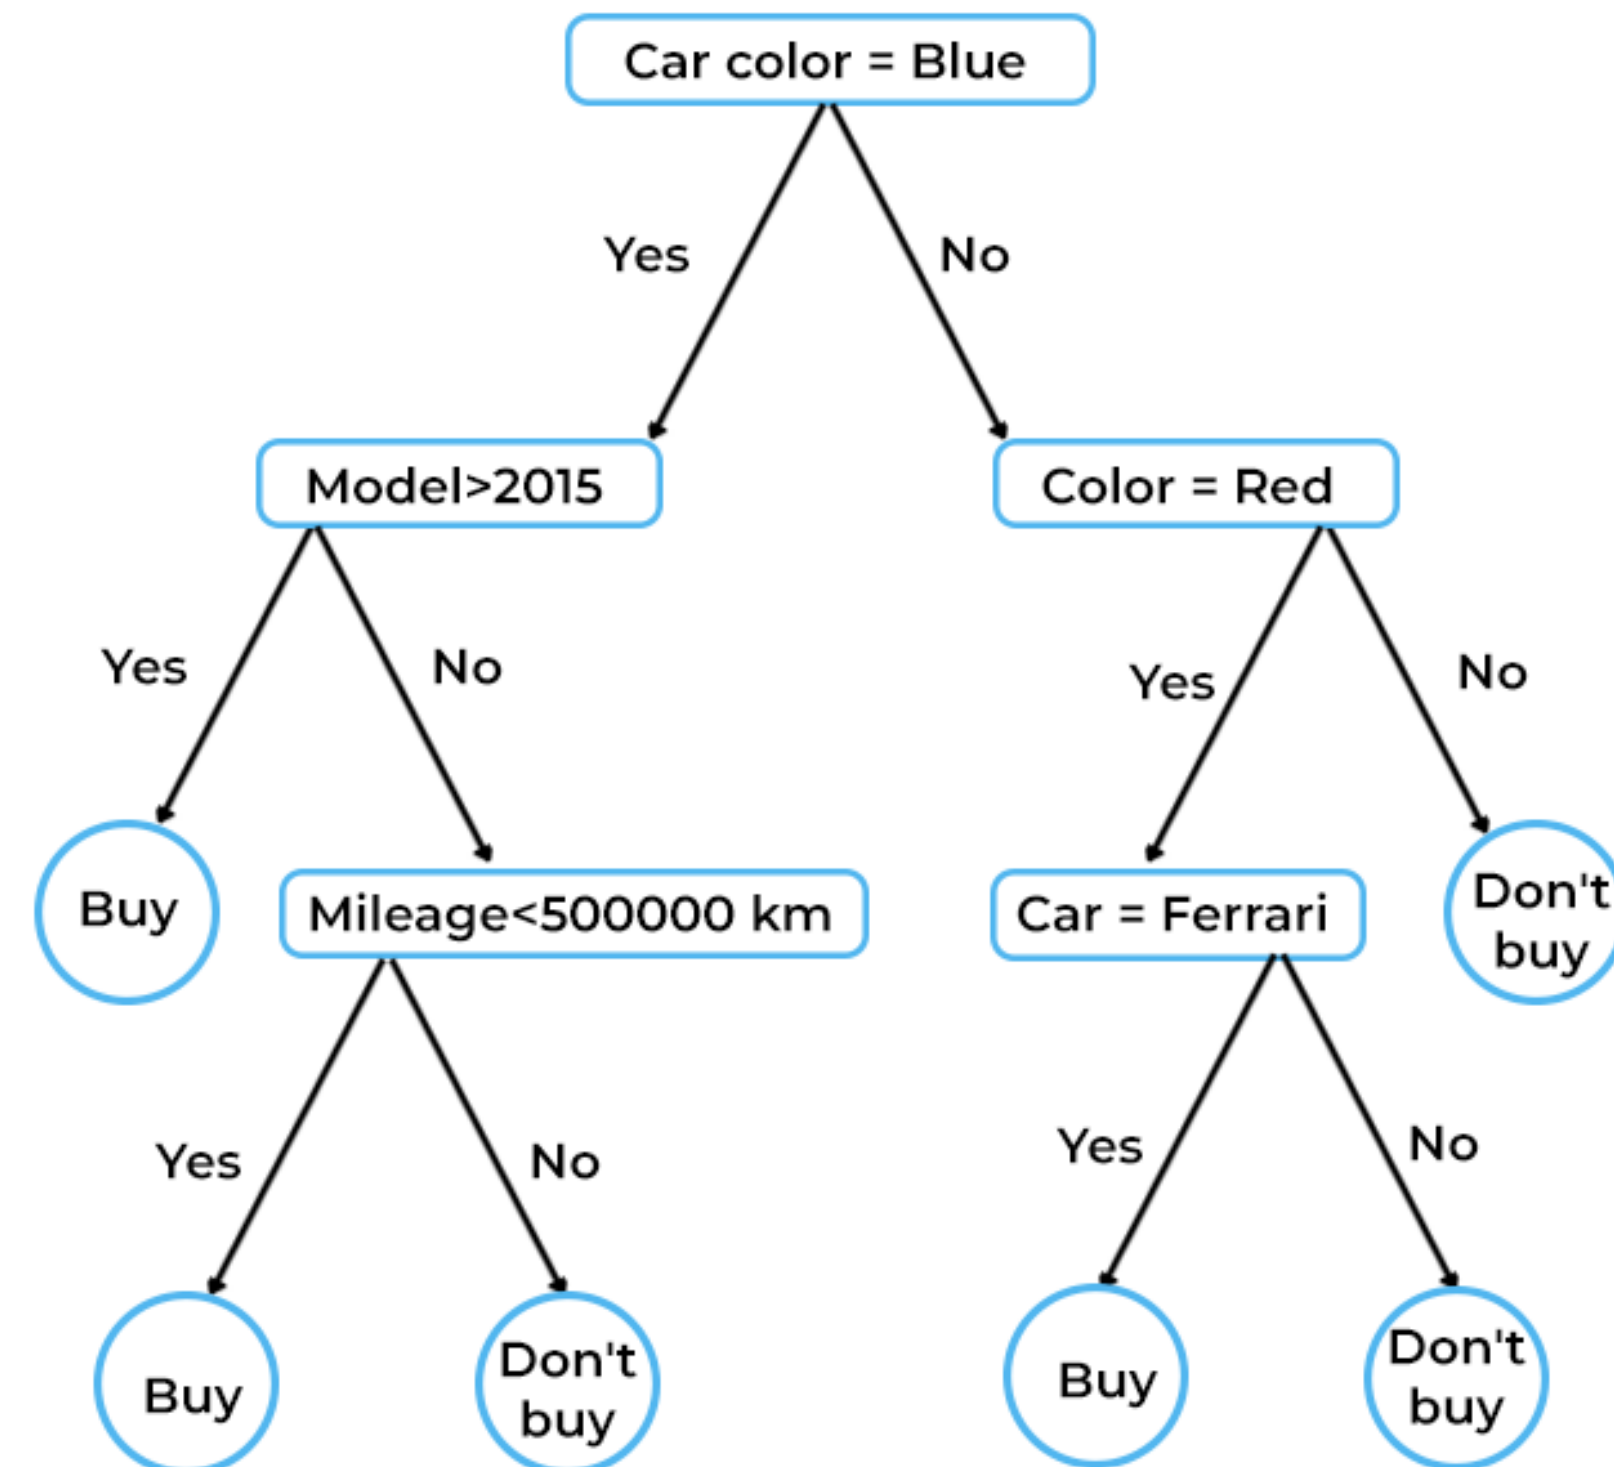 Car color = Blue
Yes
No
Model>2015
Color = Red
Yes
No
Yes
No
Buy
Mileage<500000 km
Car = Ferrari
Don't
buy
Yes
No
Yes
No
Buy
Don't
buy
Buy
Don't
buy